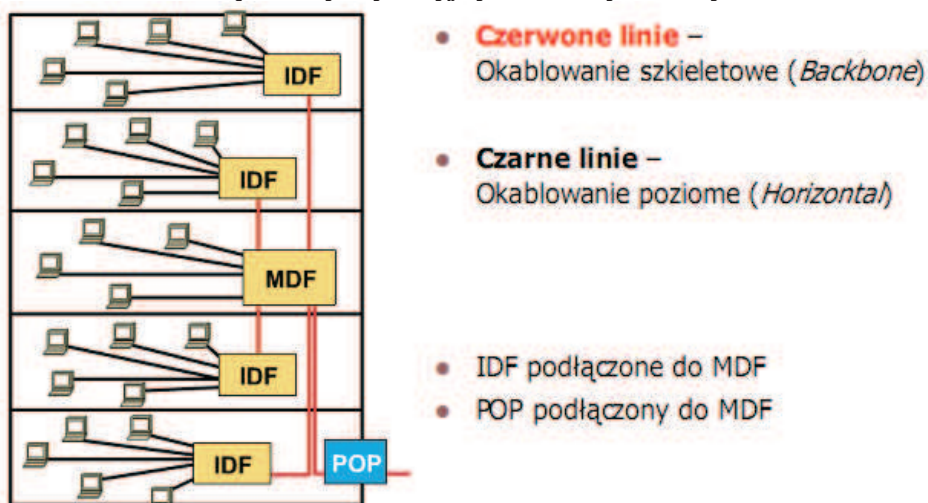 IDF
IDF
MDF
IDF
IDF
POP
Czerwone linie –
Okablowanie szkieletowe (Backbone)
Czarne linie –
Okablowanie poziome (Horizontal)
IDF podłączone do MDF
POP podłączony do MDF